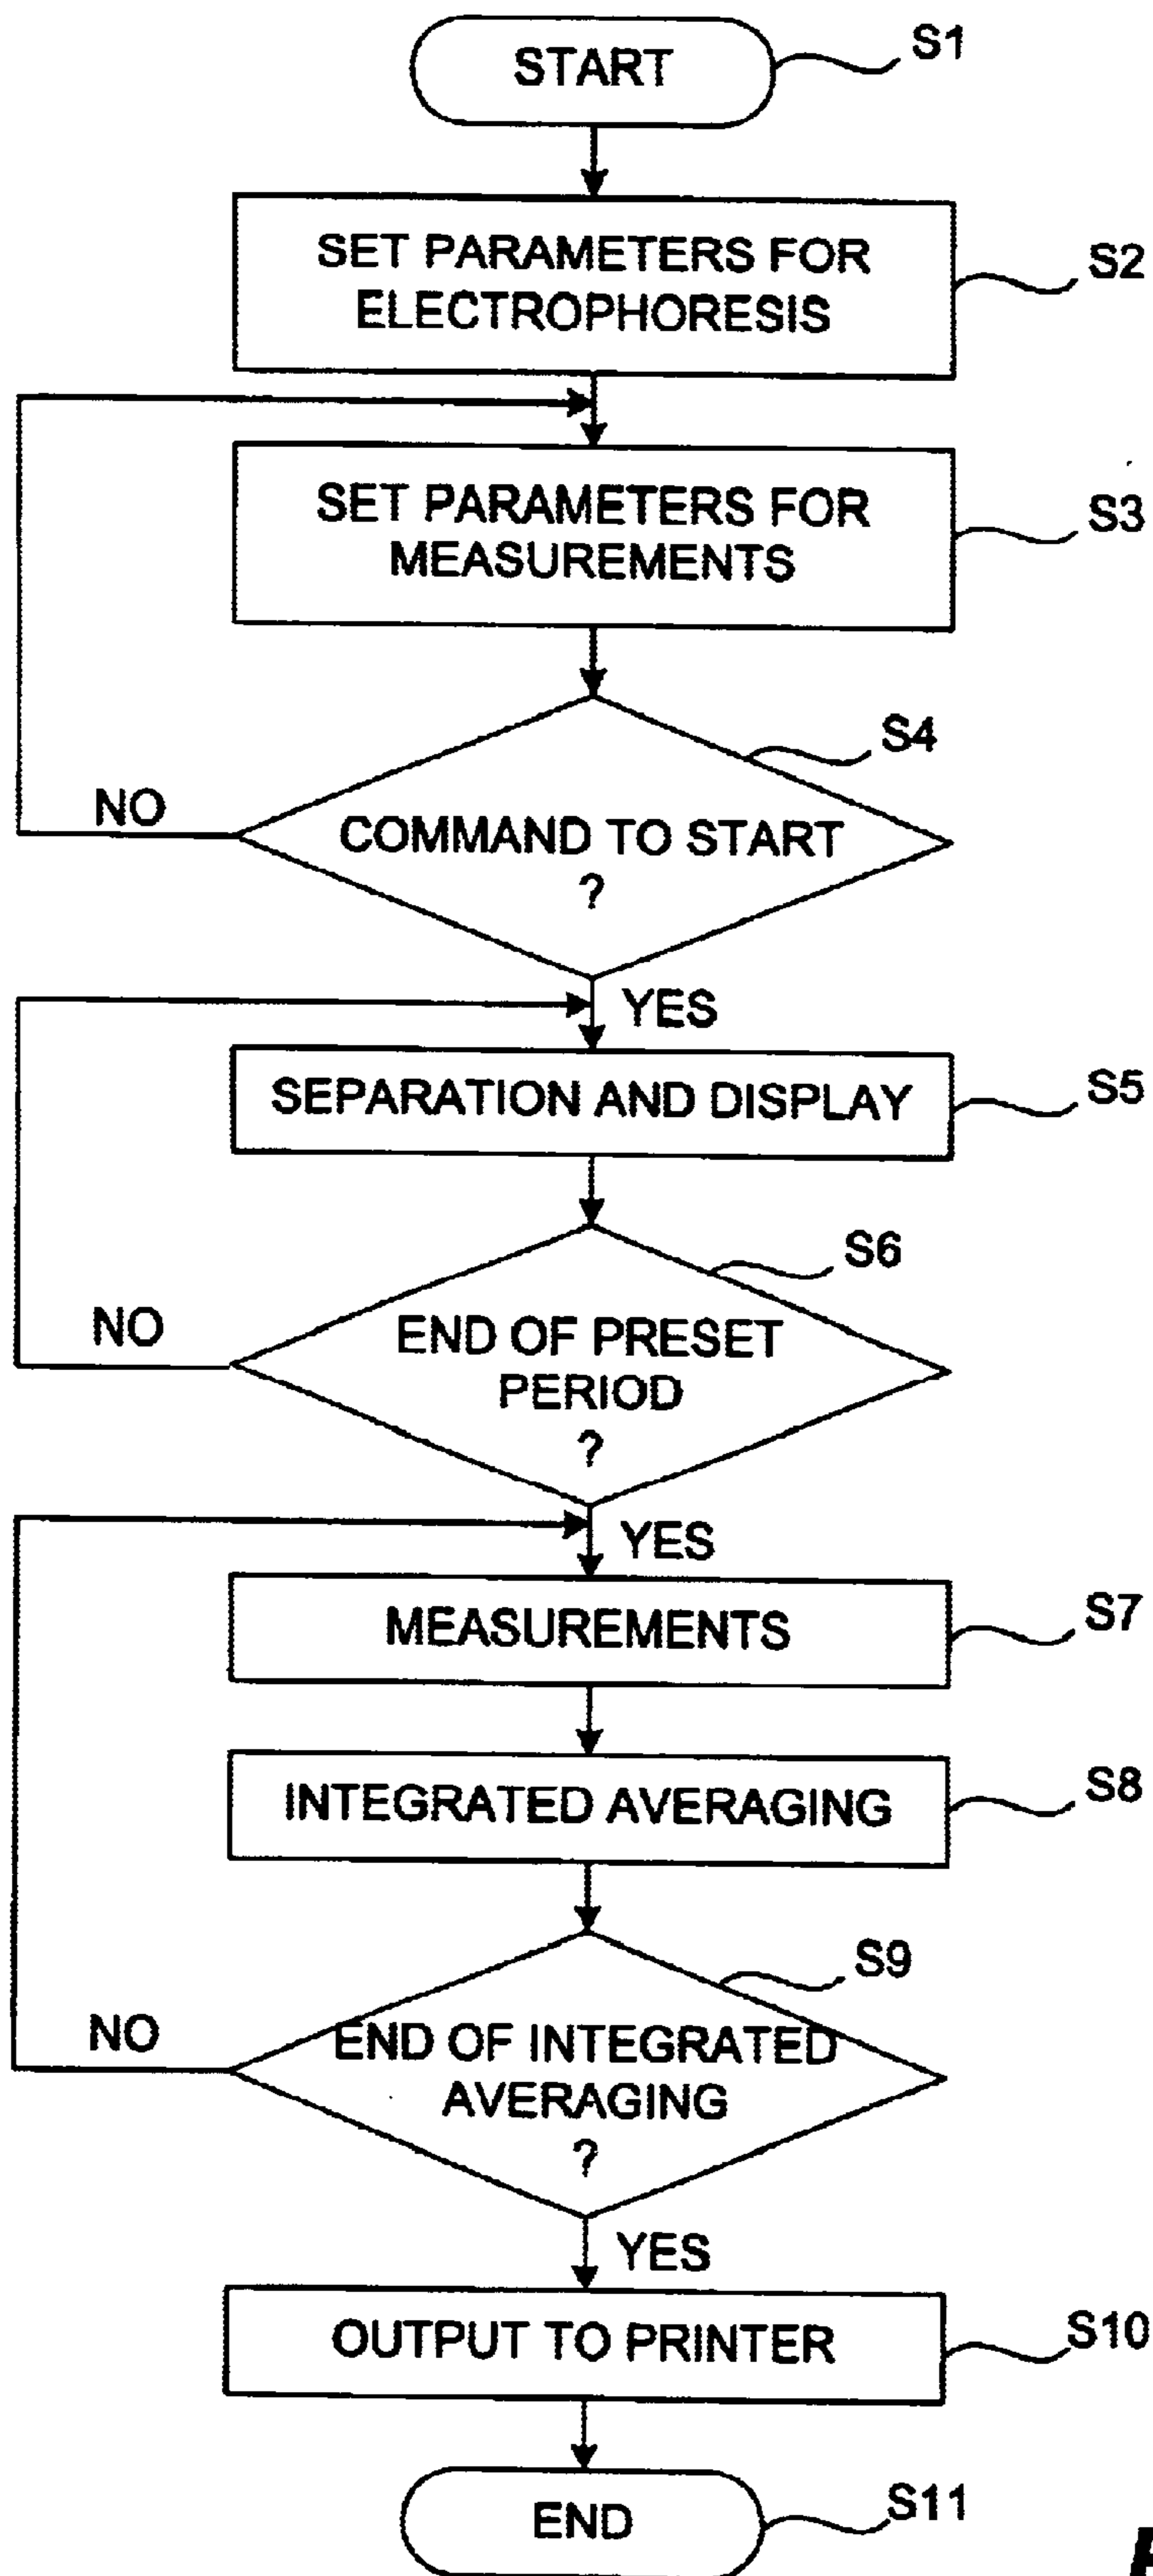 START
S1
SET PARAMETERS FOR
ELECTROPHORESIS
S2
SET PARAMETERS FOR
MEASUREMENTS
S3
S4
NO
COMMAND TO START
?
YES
SEPARATION AND DISPLAY
S5
S6
NO
END OF PRESET
PERIOD
?
YES
MEASUREMENTS
S7
INTEGRATED AVERAGING
S8
S9
NO
END OF INTEGRATED
AVERAGING
?
YES
OUTPUT TO PRINTER
S10
END
S11